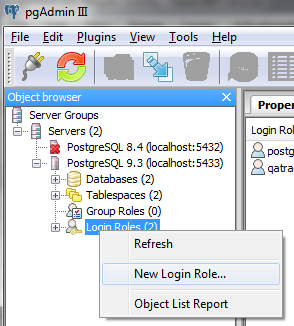 pgAdmin III
File Edit Plugins View Tools Help
Object browser
Server Groups
Servers (2)
PostgreSQL 8.4 (localhost:5432)
PostgreSQL 9.3 (localhost:5433)
Databases (2)
Tablespaces (2)
Group Roles (0)
Login Roles (2)
Refresh
New Login Role...
Object List Report
Proper
Login Rol
postg
qatra